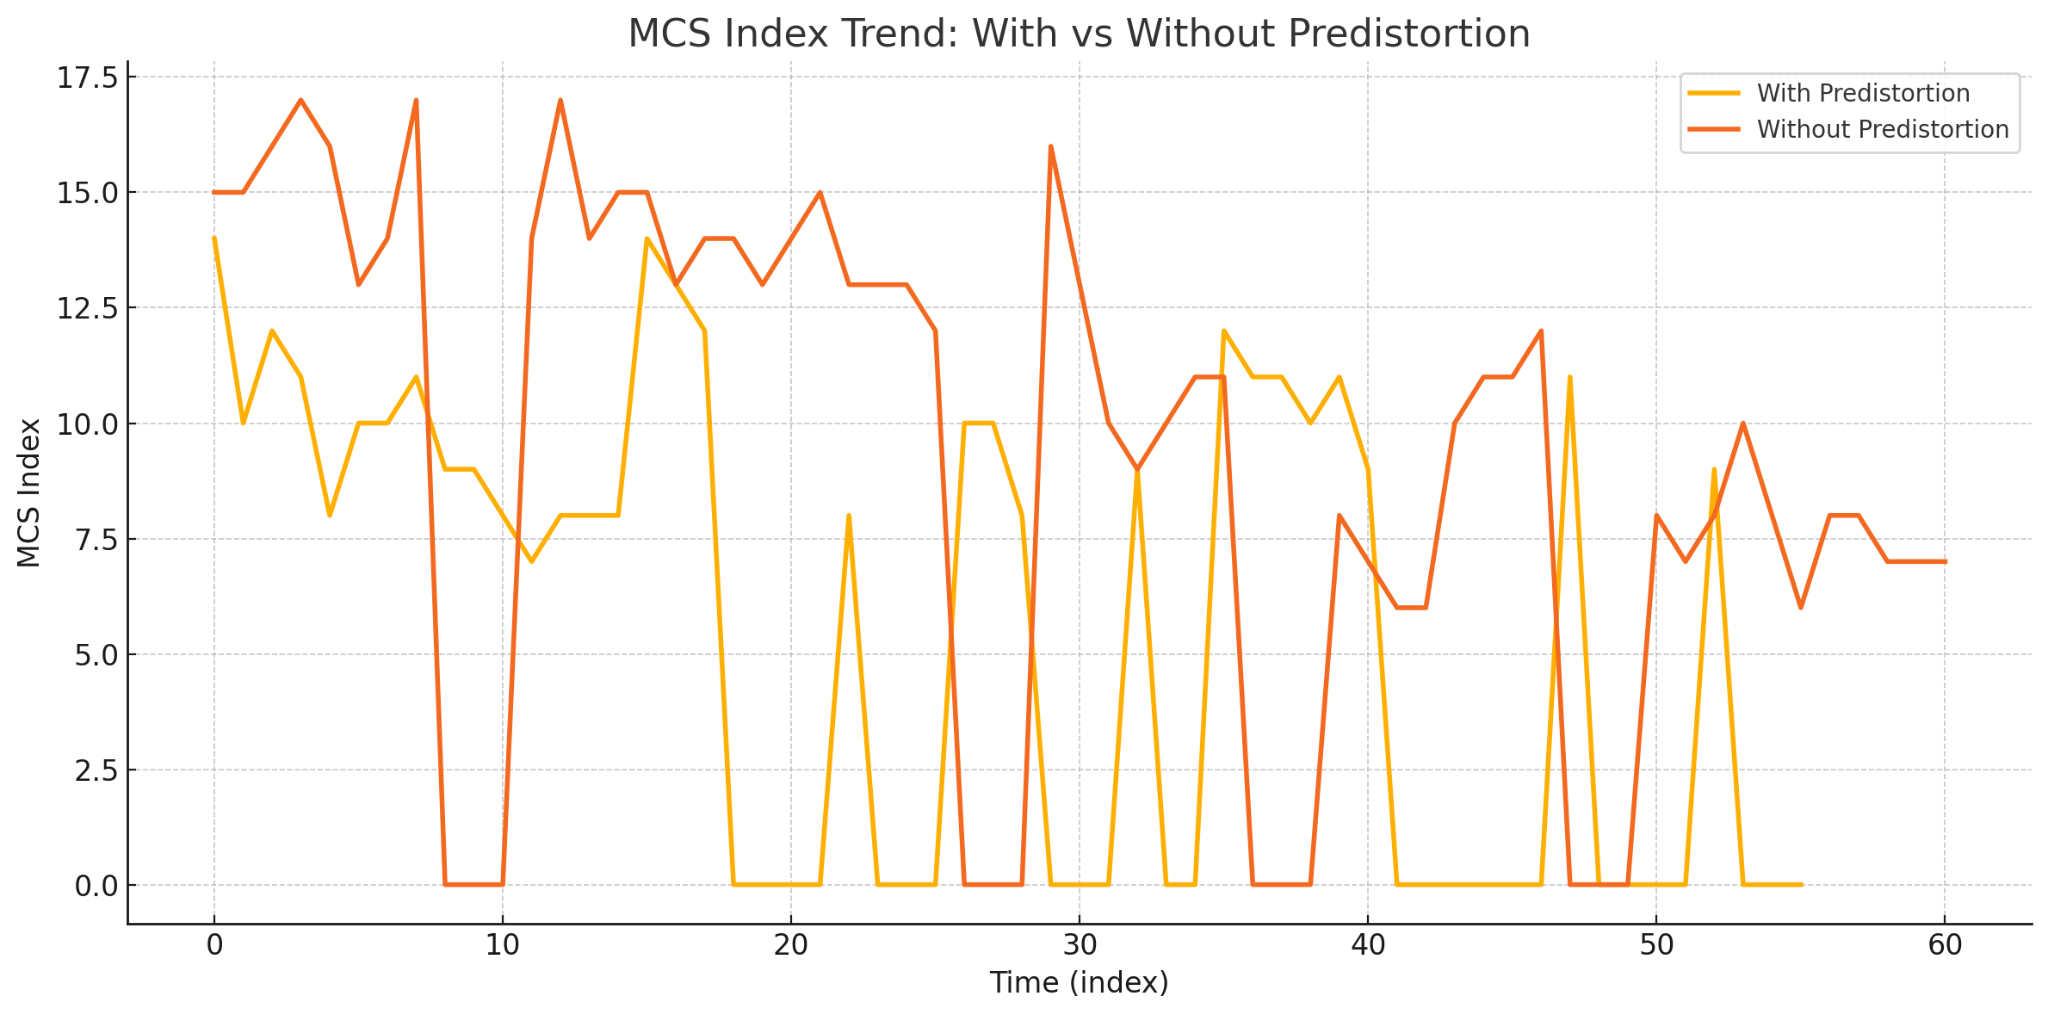 MCS Index Trend: With vs Without Predistortion
With Predistortion
Without Predistortion
MCS Index
17.5
15.0
12.5
10.0
7.5
5.0
2.5
0.0
0 10 20 30 40 50 60
Time (index)